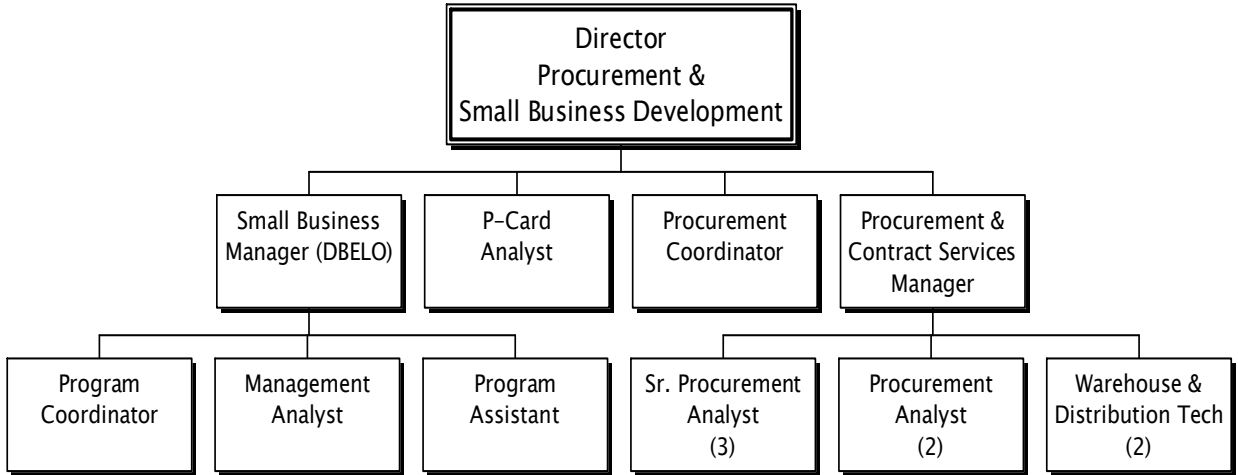 Director
Procurement &
Small Business Development
Small Business
Manager (DBELO)
P-Card
Analyst
Procurement
Coordinator
Procurement &
Contract Services
Manager
Program
Coordinator
Management
Analyst
Program
Assistant
Sr. Procurement
Analyst
(3)
Procurement
Analyst
(2)
Warehouse &
Distribution Tech
(2)